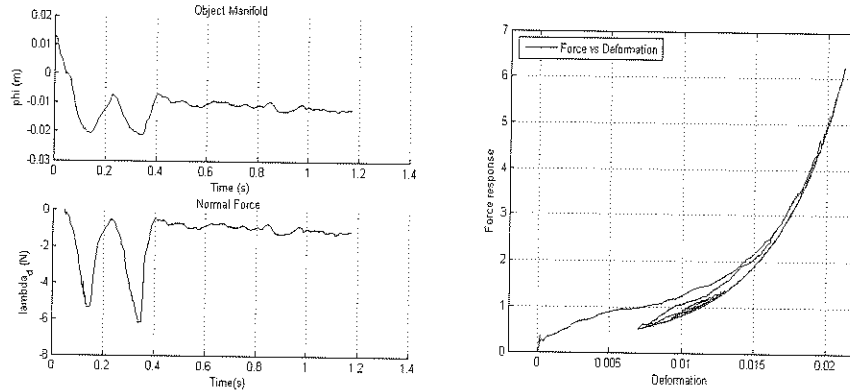 Object Manifold
0.02
0.01
0
-0.01
-0.02
-0.03
phi (m)
0 0.2 0.4 0.6 0.8 1 1.2 1.4
Time (s)
Normal Force
0
-2
-4
-6
-8
lambda_d (N)
0 0.2 0.4 0.6 0.8 1 1.2 1.4
Time(s)
7
6
5
4
3
2
1
0
Force response
Force vs Deformation
0 0.005 0.01 0.015 0.02
Deformation